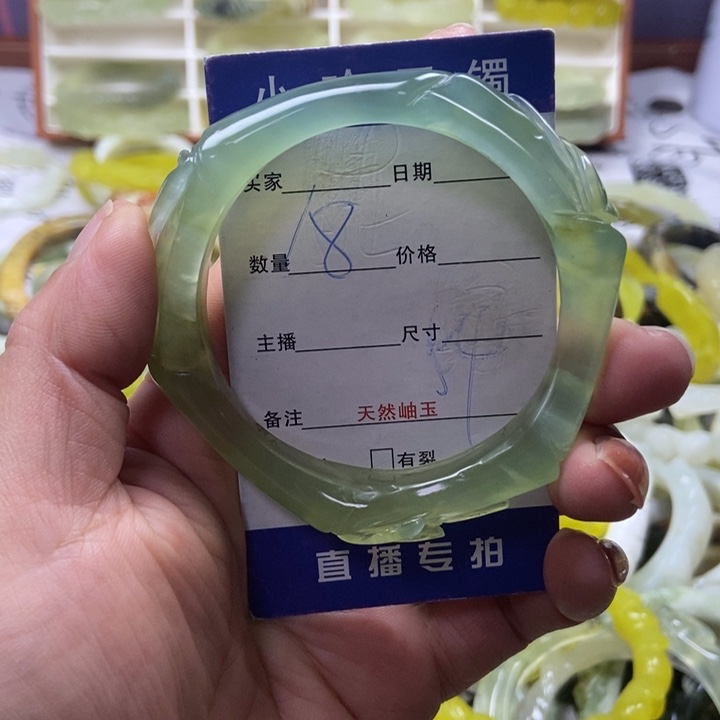 买家 日期
数量 18 价格
主播 尺寸
备注 天然岫玉
有裂
直播专拍